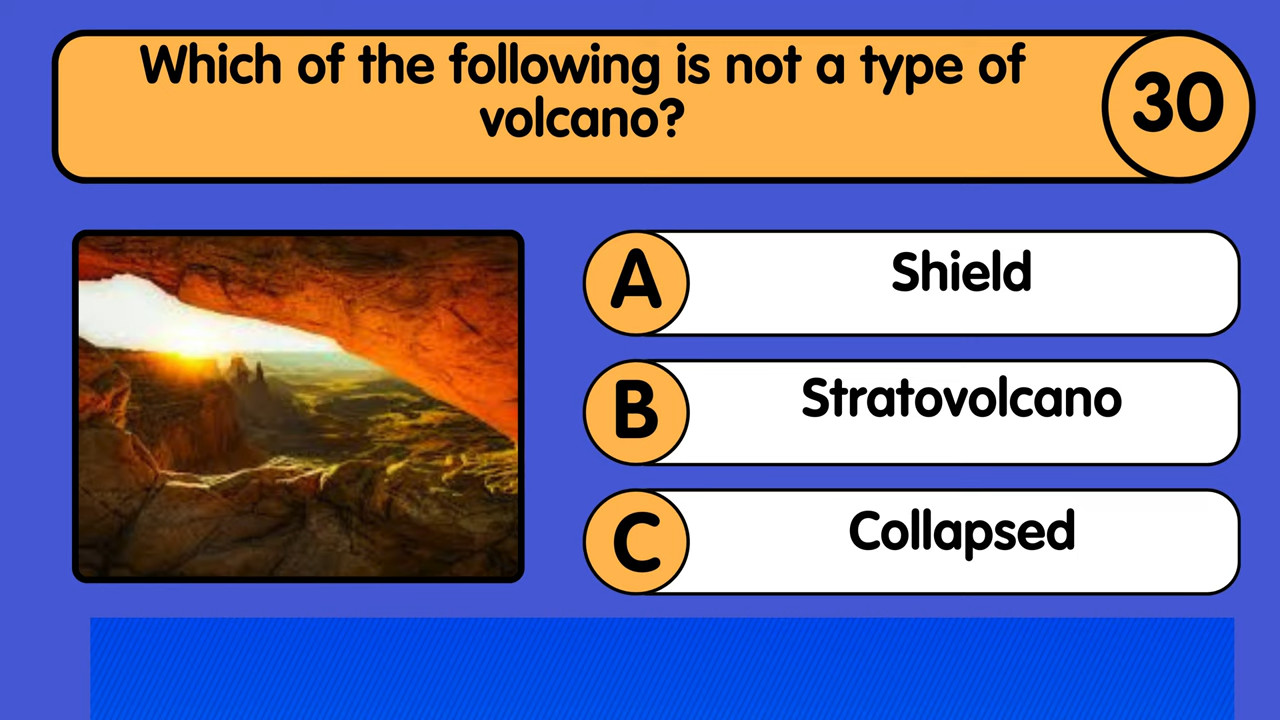 Which of the following is not a type of
volcano?
30
A
Shield
B
Stratovolcano
C
Collapsed